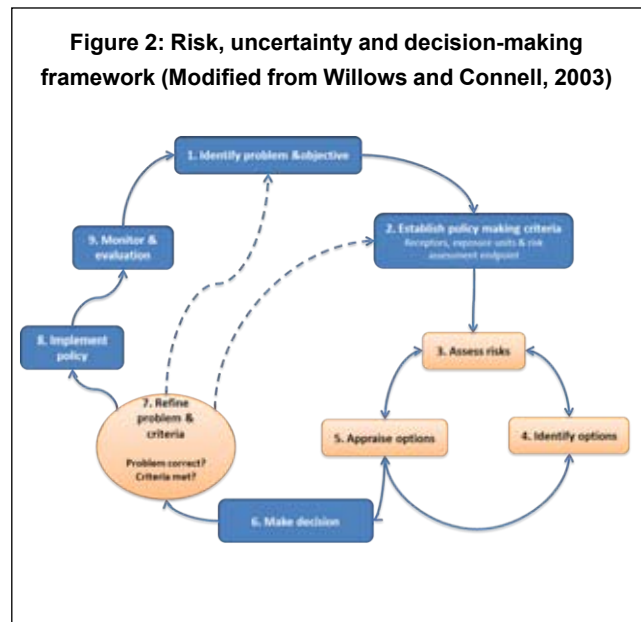 Figure 2: Risk, uncertainty and decision-making
framework (Modified from Willows and Connell, 2003)
1. Identify problem &objective
2. Establish policy making criteria
Receptors, exposure units & risk
assessment endpoint
3. Assess risks
4. Identify options
5. Appraise options
6. Make decision
7. Refine
problem &
criteria
Problem correct?
Criteria met?
8. Implement
policy
9. Monitor &
evaluation